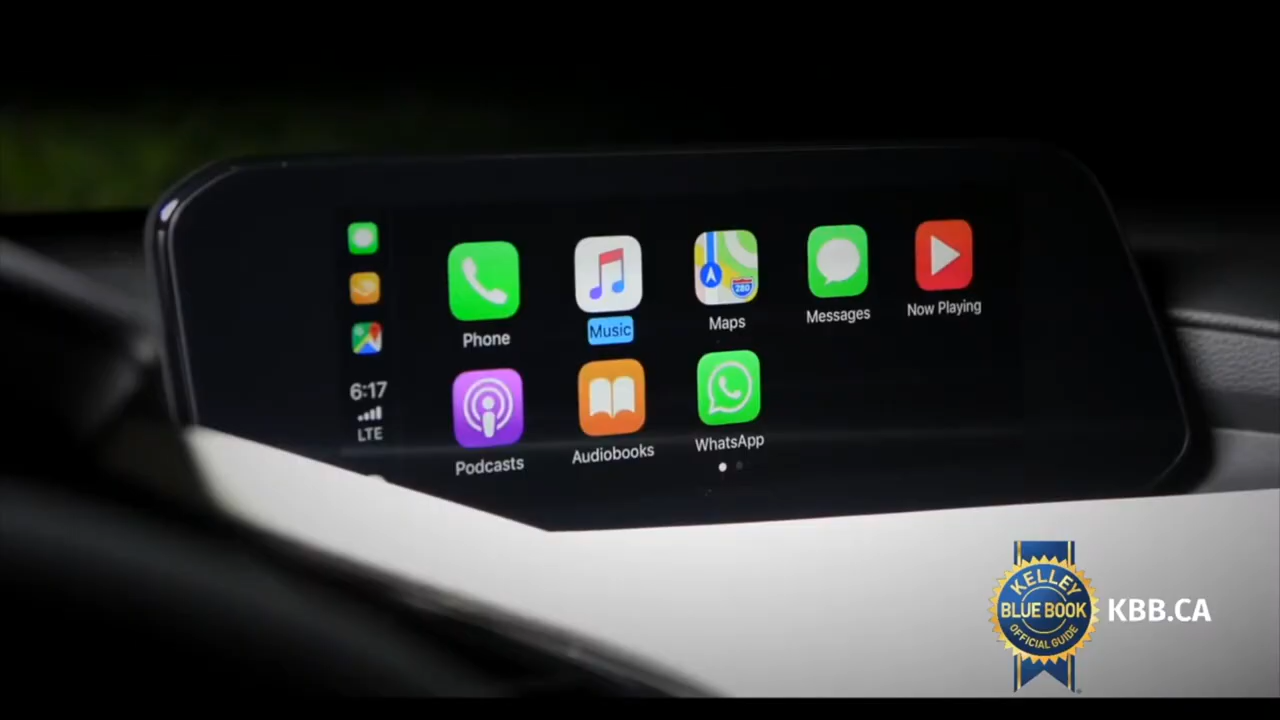 Phone
Music
Maps
Messages
Now Playing
280
6:17
LTE
Podcasts
Audiobooks
WhatsApp
KELLEY
BLUE BOOK
OFFICIAL GUIDE
KBB.CA